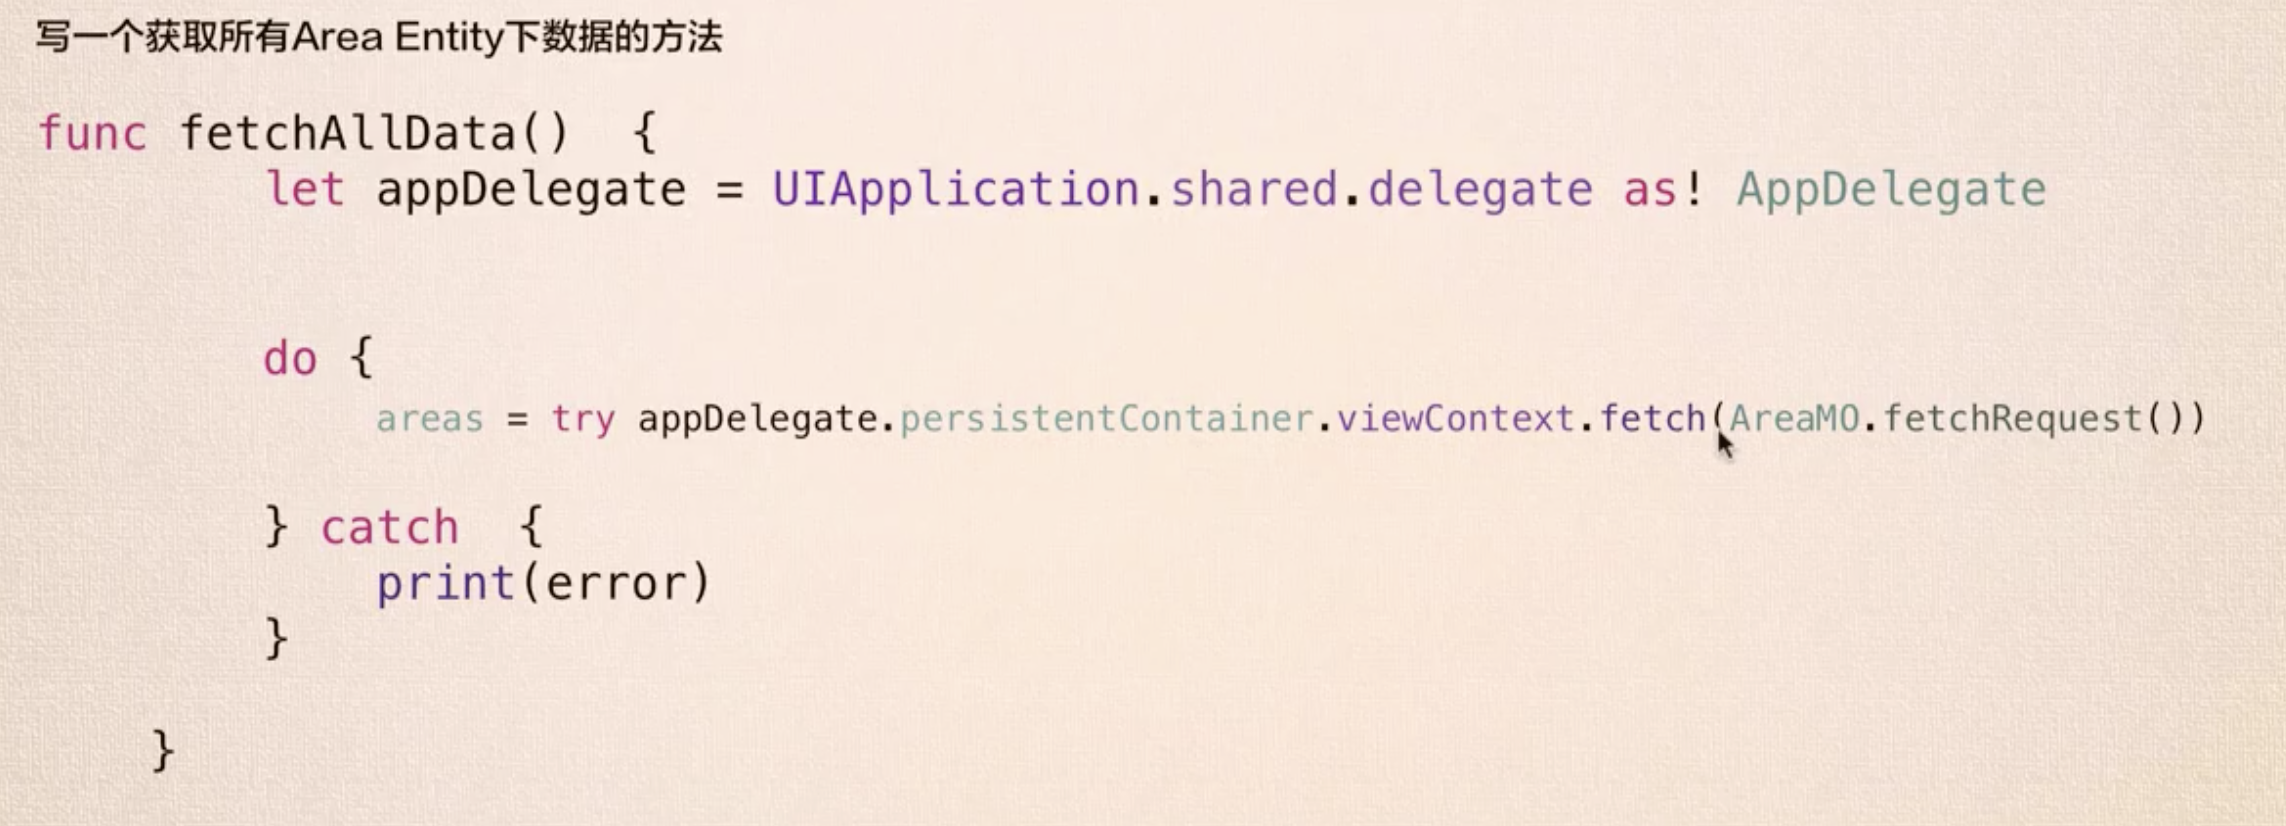 写一个获取所有Area Entity下数据的方法
func fetchAllData()  {
let appDelegate = UIApplication.shared.delegate as! AppDelegate
do {
areas = try appDelegate.persistentContainer.viewContext.fetch(AreaMO.fetchRequest())
} catch  {
print(error)
}
}